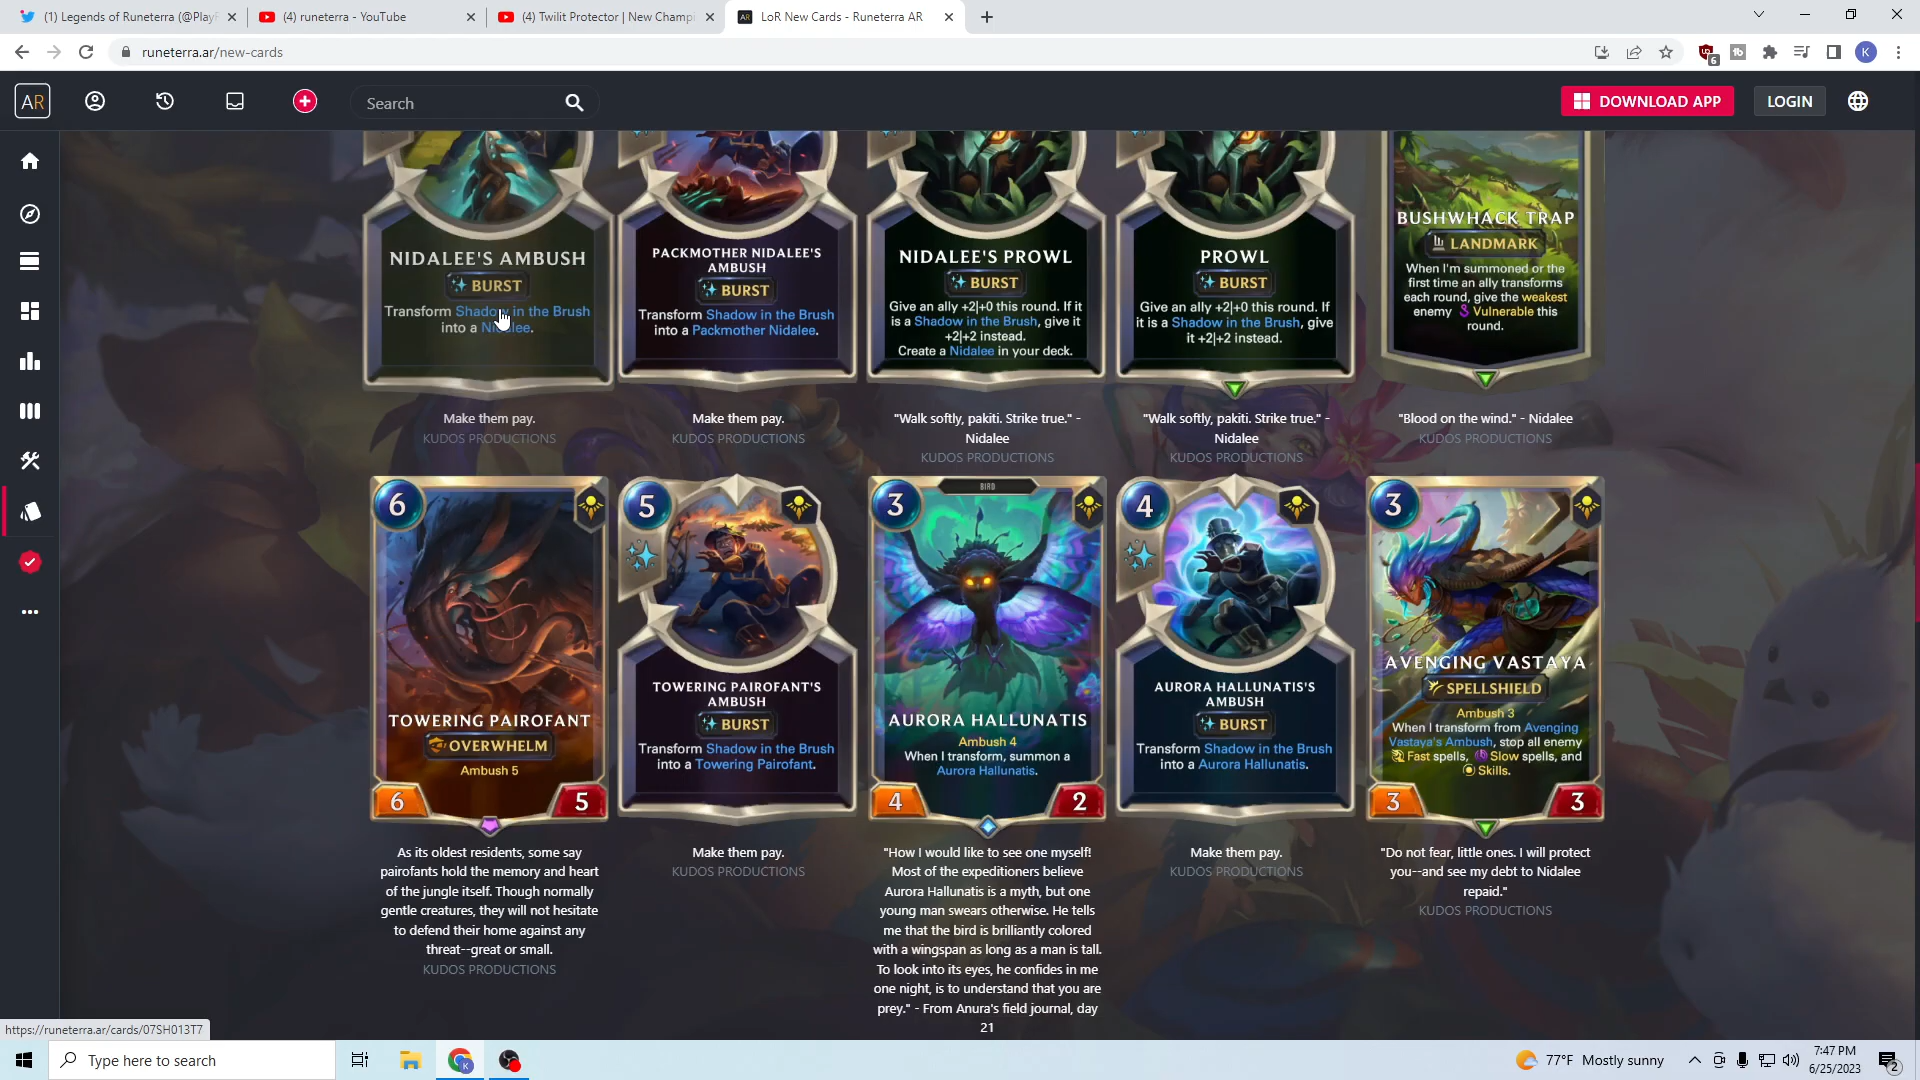 (1) Legends of Runeterra (@PlayF
(4) runeterra - YouTube
(4) Twilit Protector | New Champi
LoR New Cards - Runeterra AR
runeterra.ar/new-cards
6
K
AR
Search
DOWNLOAD APP
LOGIN
NIDALEE'S AMBUSH
BURST
Transform Shadow in the Brush
into a Nidalee.
Make them pay.
KUDOS PRODUCTIONS
PACKMOTHER NIDALEE'S
AMBUSH
BURST
Transform Shadow in the Brush
into a Packmother Nidalee.
Make them pay.
KUDOS PRODUCTIONS
NIDALEE'S PROWL
BURST
Give an ally +2|+0 this round. If it
is a Shadow in the Brush, give it
+2|+2 instead.
Create a Nidalee in your deck.
"Walk softly, pakiti. Strike true." -
Nidalee
KUDOS PRODUCTIONS
PROWL
BURST
Give an ally +2|+0 this round. If
it is a Shadow in the Brush, give
it +2|+2 instead.
"Walk softly, pakiti. Strike true." -
Nidalee
KUDOS PRODUCTIONS
BUSHWHACK TRAP
LANDMARK
When I'm summoned or the
first time an ally transforms
each round, give the weakest
enemy Vulnerable this
round.
"Blood on the wind." - Nidalee
KUDOS PRODUCTIONS
6
TOWERING PAIROFANT
OVERWHELM
Ambush 5
6
5
As its oldest residents, some say
pairofants hold the memory and heart
of the jungle itself. Though normally
gentle creatures, they will not hesitate
to defend their home against any
threat--great or small.
KUDOS PRODUCTIONS
5
TOWERING PAIROFANT'S
AMBUSH
BURST
Transform Shadow in the Brush
into a Towering Pairofant.
Make them pay.
KUDOS PRODUCTIONS
3
BIRD
AURORA HALLUNATIS
Ambush 4
When I transform, summon a
Aurora Hallunatis.
4
2
"How I would like to see one myself!
Most of the expeditioners believe
Aurora Hallunatis is a myth, but one
young man swears otherwise. He tells
me that the bird is brilliantly colored
with a wingspan as long as a man is tall.
To look into its eyes, he confides in me
one night, is to understand that you are
prey." - From Anura's field journal, day
21
4
AURORA HALLUNATIS'S
AMBUSH
BURST
Transform Shadow in the Brush
into a Aurora Hallunatis.
Make them pay.
KUDOS PRODUCTIONS
3
AVENGING VASTAYA
SPELLSHIELD
Ambush 3
When I transform from Avenging
Vastaya's Ambush, stop all enemy
Fast spells, Slow spells, and
Skills.
3
3
"Do not fear, little ones. I will protect
you--and see my debt to Nidalee
repaid."
KUDOS PRODUCTIONS
https://runeterra.ar/cards/07SH013T7
Type here to search
K
77°F Mostly sunny
7:47 PM
6/25/2023
2